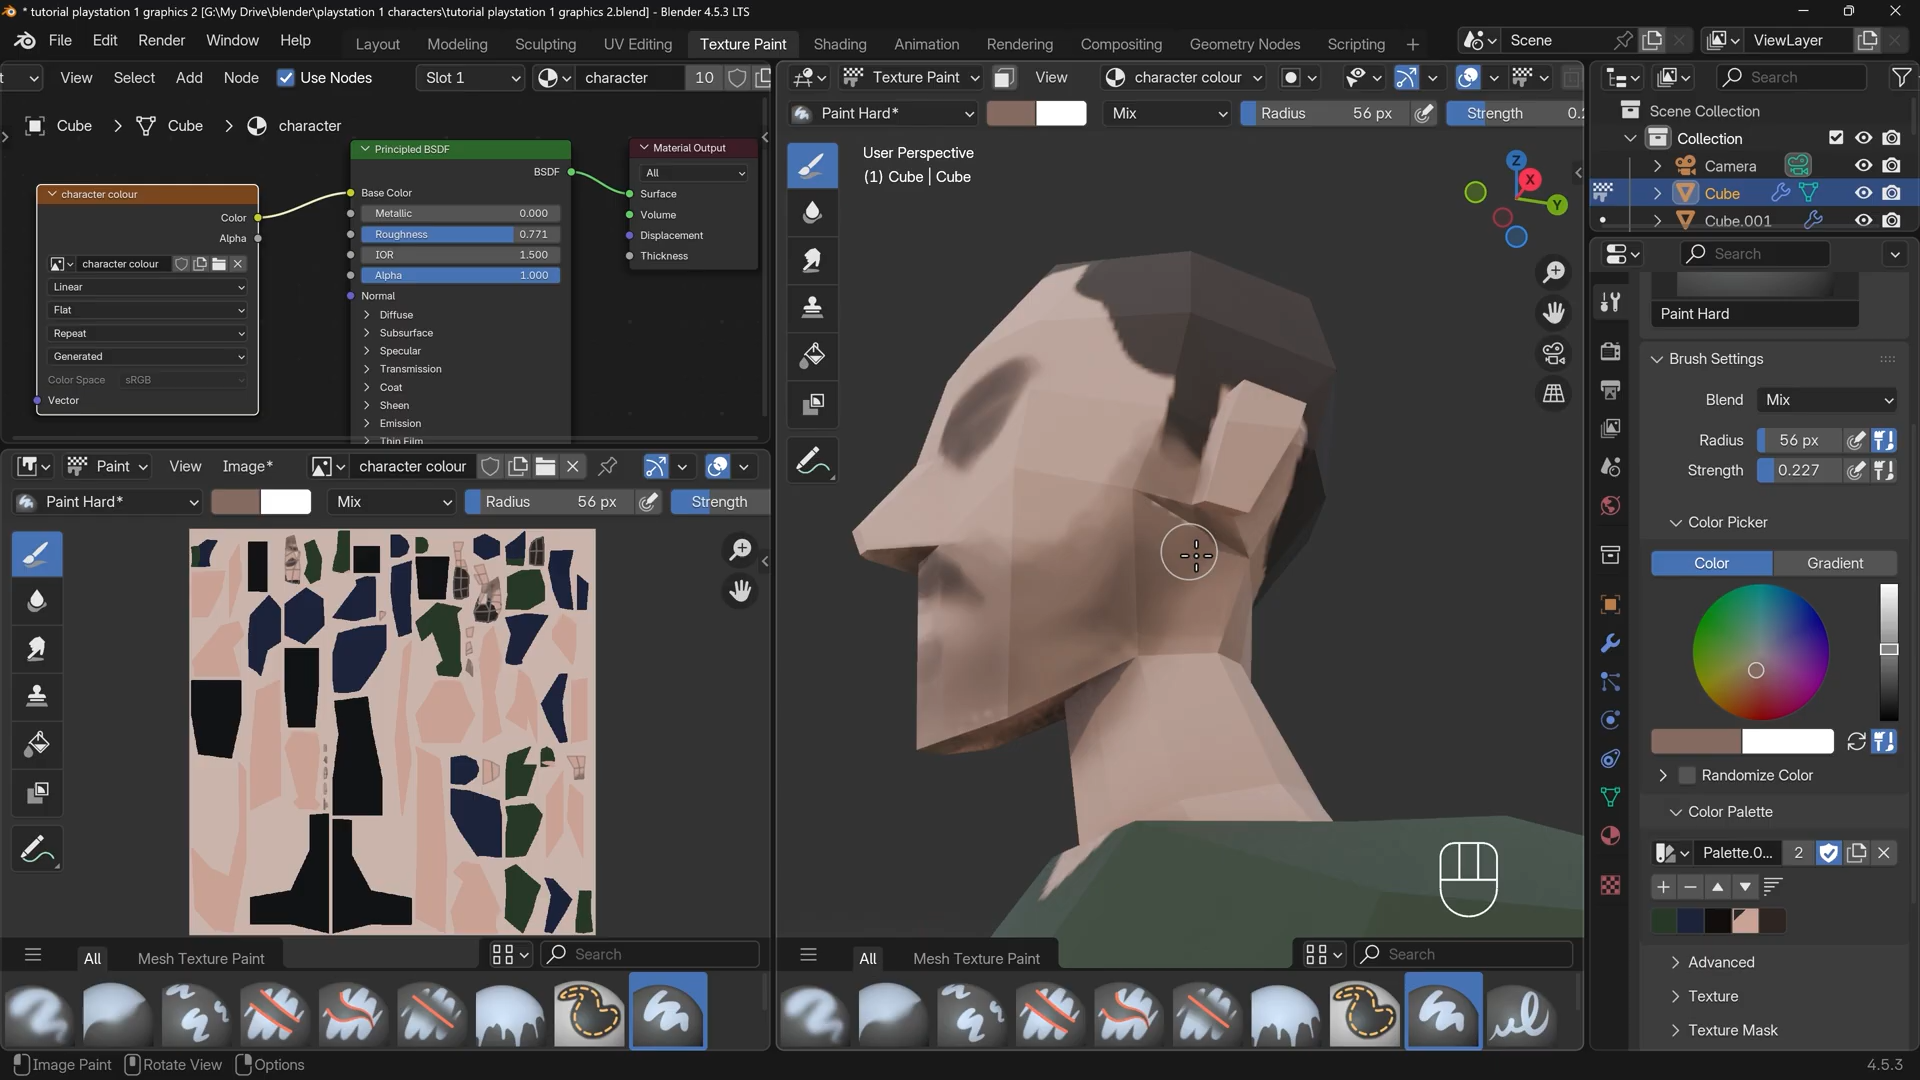 * tutorial playstation 1 graphics 2 [G:\My Drive\blender\playstation 1 characters\tutorial playstation 1 graphics 2.blend] - Blender 4.5.3 LTS
File Edit Render Window Help Layout Modeling Sculpting UV Editing Texture Paint Shading Animation Rendering Compositing Geometry Nodes Scripting + Scene ViewLayer
t View Select Add Node Use Nodes Slot 1 character 10
Texture Paint View character colour
Search
Paint Hard* Mix Radius 56 px Strength 0.
Scene Collection
Collection
Camera
Cube
Cube.001
Cube > Cube > character
User Perspective
(1) Cube | Cube
Z
X
Y
character colour
Color
Alpha
character colour
Linear
Flat
Repeat
Generated
Color Space sRGB
Vector
Principled BSDF
BSDF
Base Color
Metallic 0.000
Roughness 0.771
IOR 1.500
Alpha 1.000
Normal
Diffuse
Subsurface
Specular
Transmission
Coat
Sheen
Emission
Thin Film
Material Output
All
Surface
Volume
Displacement
Thickness
Paint View Image* character colour
Paint Hard* Mix Radius 56 px Strength
Search
Paint Hard
Brush Settings
Blend Mix
Radius 56 px
Strength 0.227
Color Picker
Color Gradient
Randomize Color
Color Palette
Palette.0... 2
Advanced
Texture
Texture Mask
All Mesh Texture Paint Search
All Mesh Texture Paint Search
Image Paint Rotate View Options
4.5.3